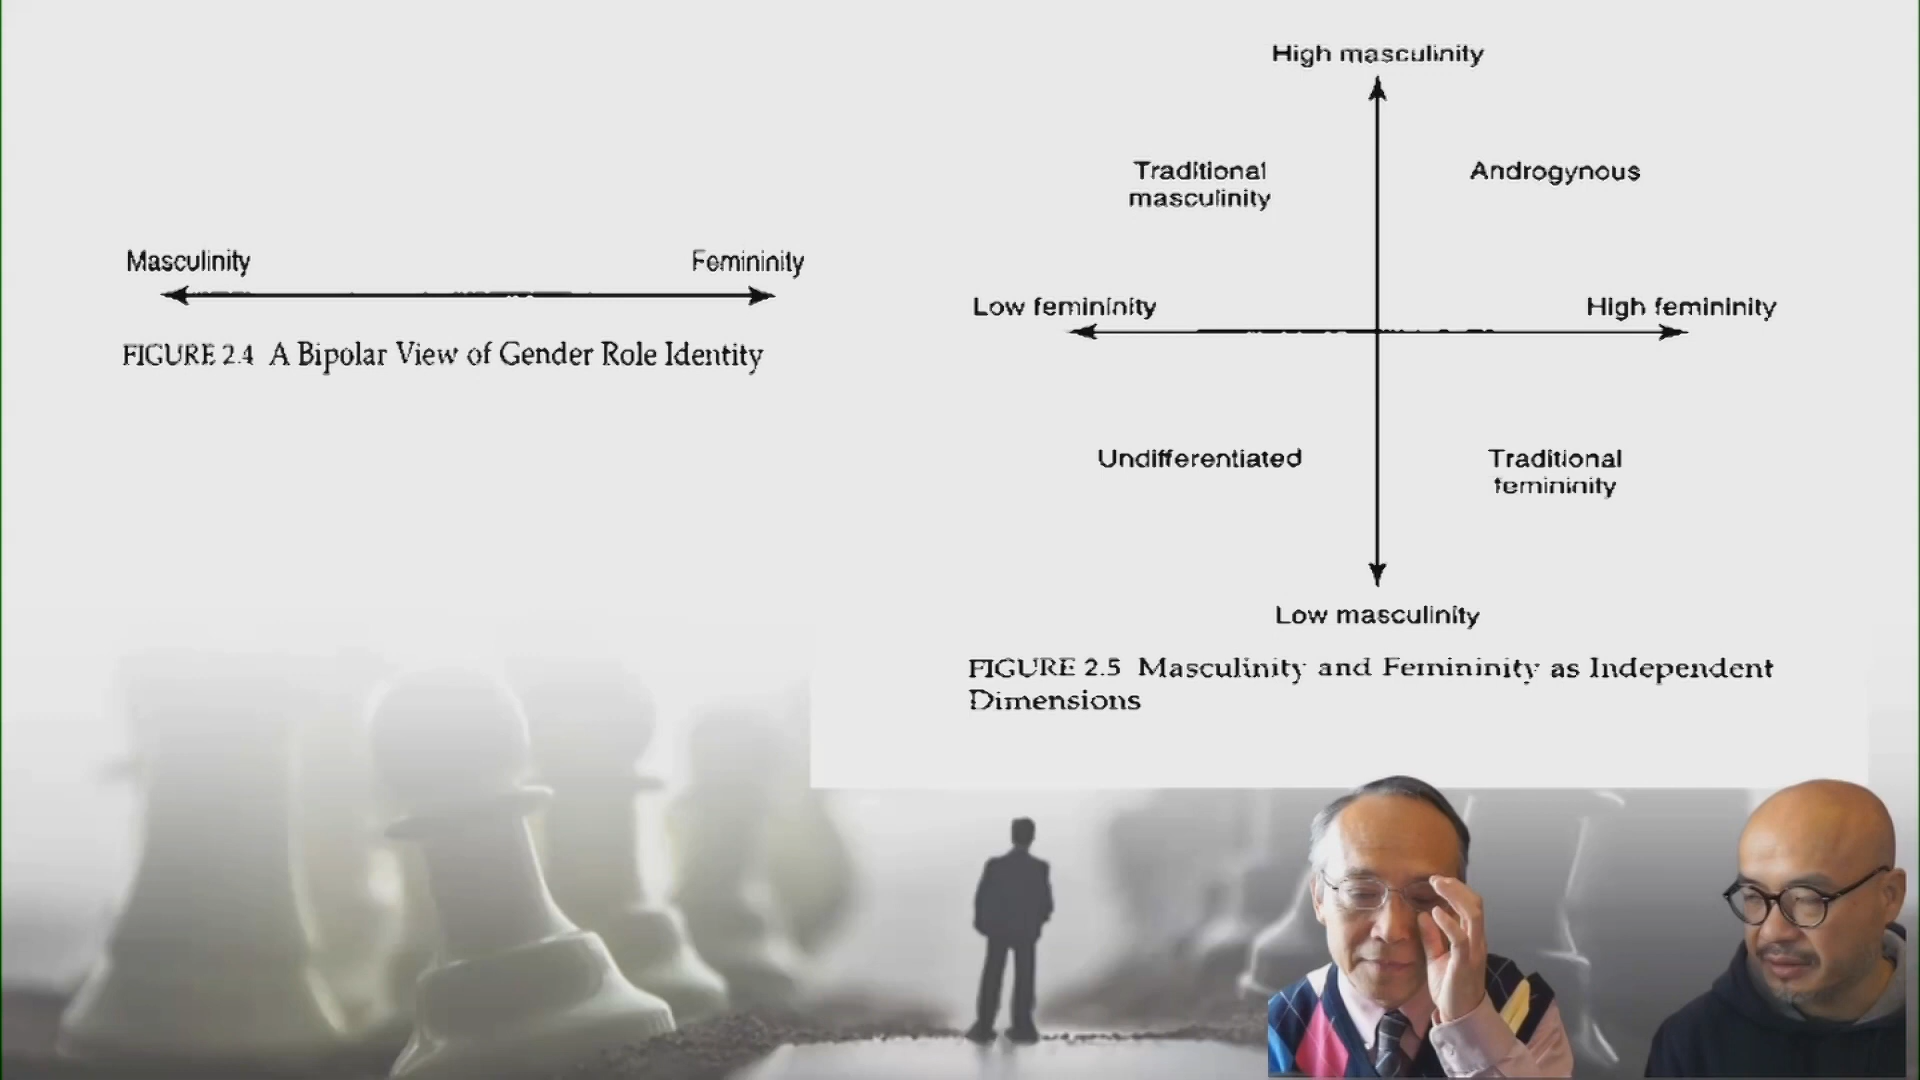 Masculinity
Femininity
FIGURE 2.4 A Bipolar View of Gender Role Identity
High masculinity
Traditional
masculinity
Androgynous
Low femininity
High femininity
Undifferentiated
Traditional
femininity
Low masculinity
FIGURE 2.5 Masculinity and Femininity as Independent
Dimensions